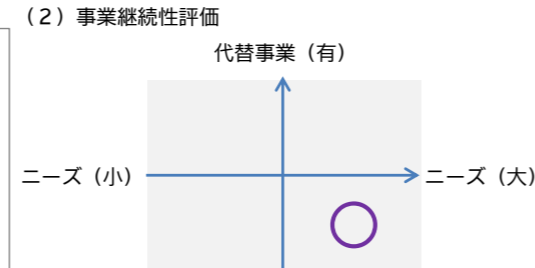 （２）事業継続性評価
代替事業（有）
ニーズ（小）
ニーズ（大）